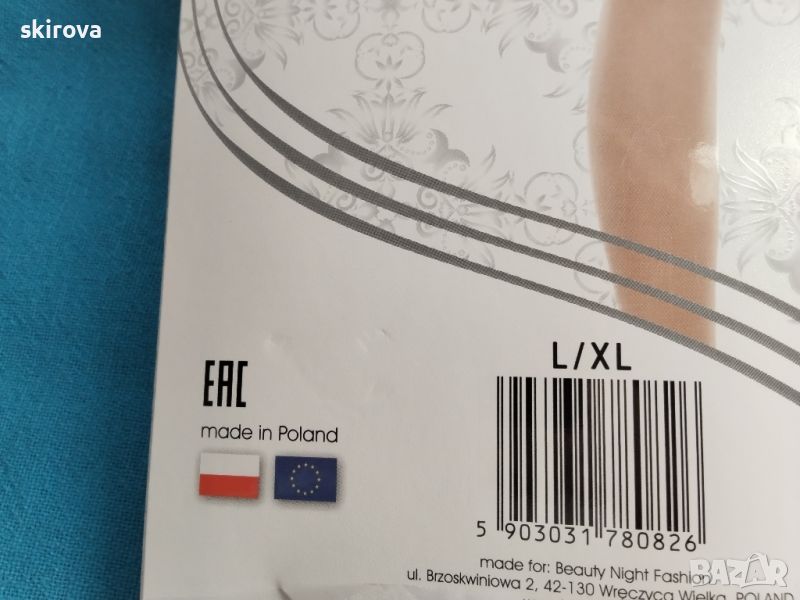 skirova
L/XL
EAC
made in Poland
5 903031 780826
made for: Beauty Night Fashion
ul. Brzoskwiniowa 2, 42-130 Wręczyca Wielka, POLAND
BAZAR